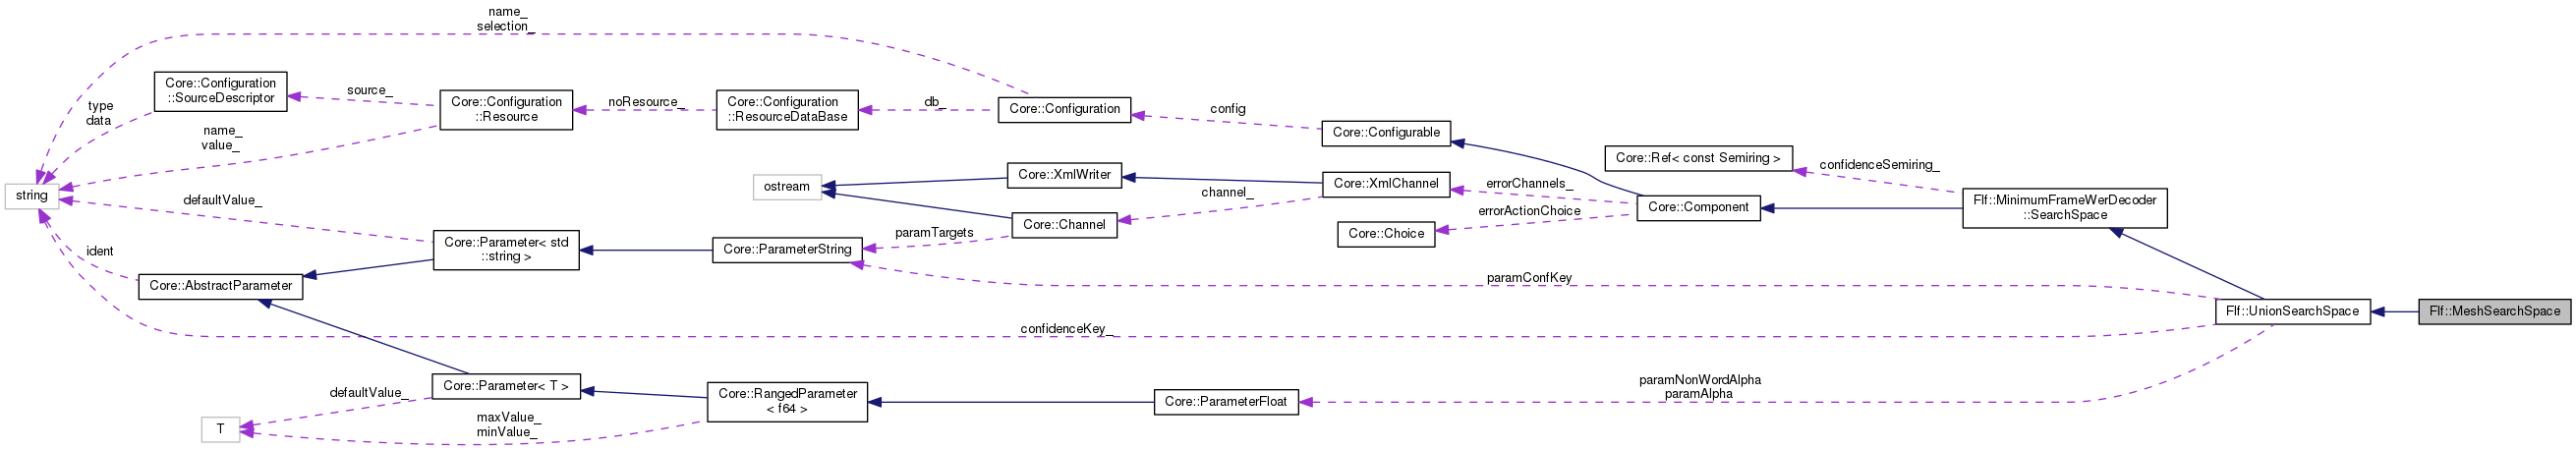 name_
selection_
Core::Configuration
::SourceDescriptor
type
data
source_
Core::Configuration
::Resource
noResource_
Core::Configuration
::ResourceDataBase
db_
Core::Configuration
config
Core::Configurable
name_
value_
string
defaultValue_
ident
Core::AbstractParameter
Core::Parameter< std
::string >
Core::ParameterString
paramTargets
ostream
Core::XmlWriter
Core::Channel
channel_
Core::XmlChannel
Core::Choice
errorChannels_
errorActionChoice
Core::Component
Core::Ref< const Semiring >
confidenceSemiring_
Flf::MinimumFrameWerDecoder
::SearchSpace
paramConfKey
confidenceKey_
Flf::UnionSearchSpace
Flf::MeshSearchSpace
T
defaultValue_
Core::Parameter< T >
maxValue_
minValue_
Core::RangedParameter
< f64 >
Core::ParameterFloat
paramNonWordAlpha
paramAlpha